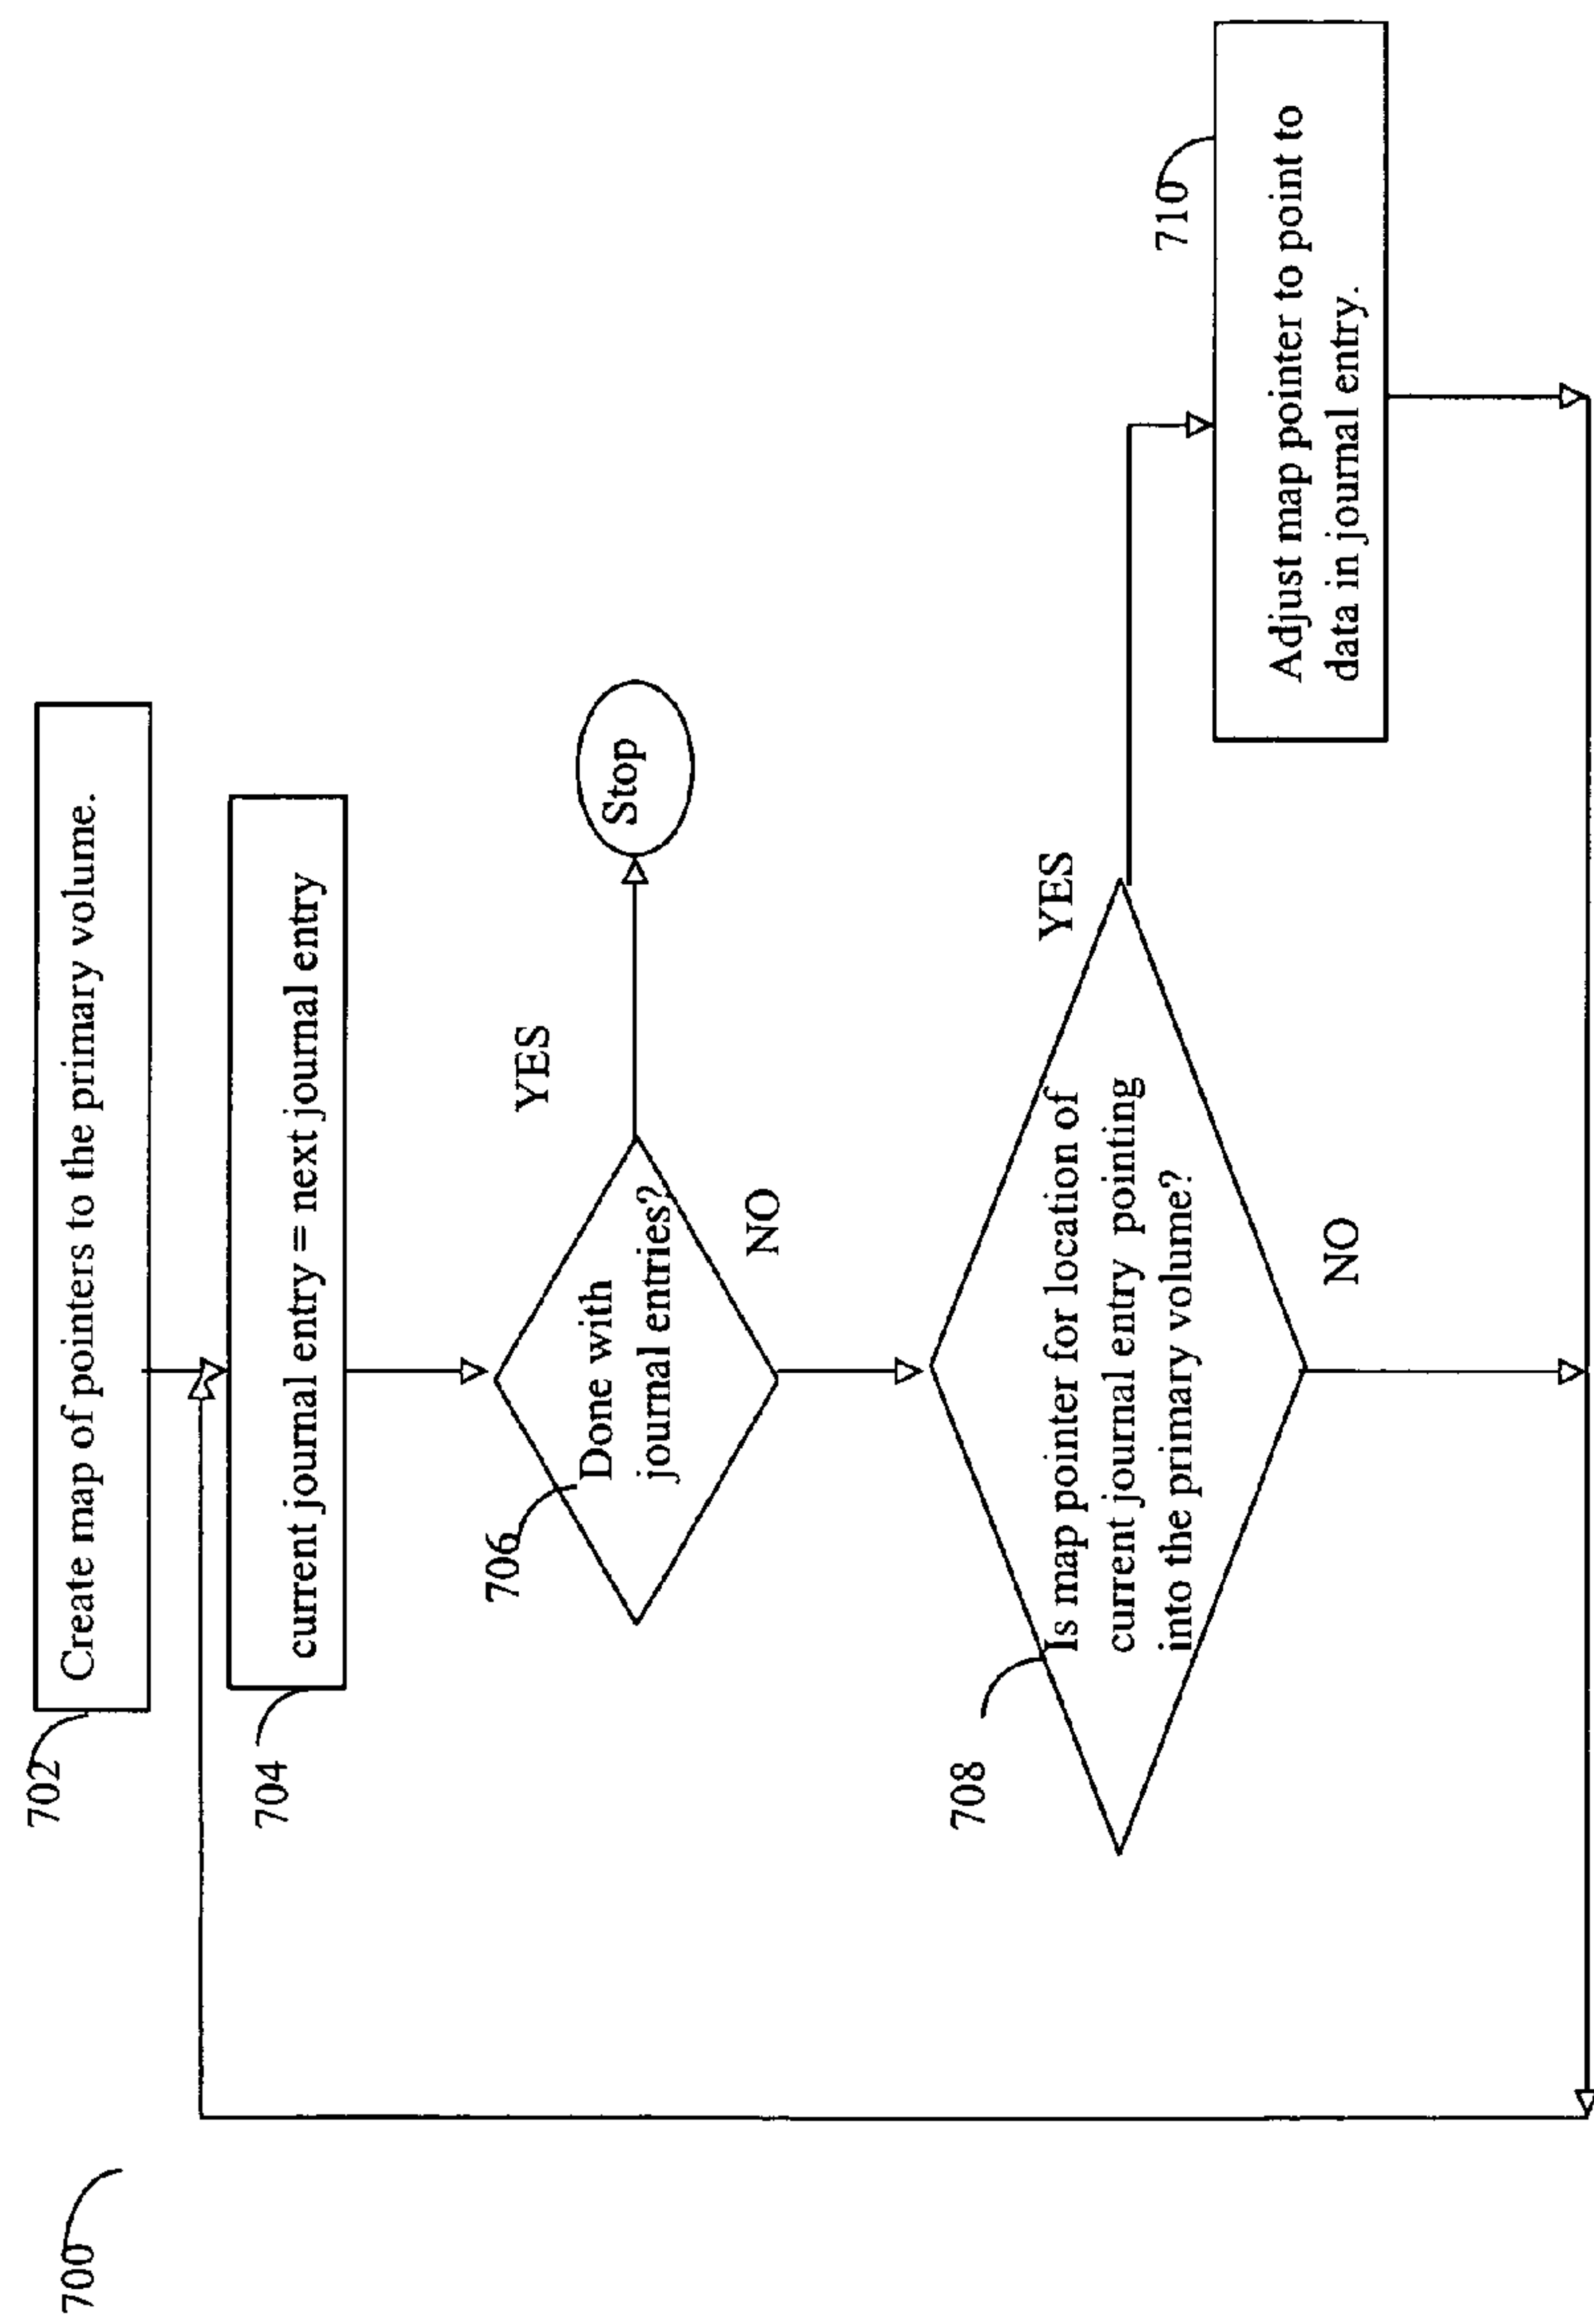 700
702
Create map of pointers to the primary volume.
704
current journal entry = next journal entry
706
Done with
journal entries?
YES
Stop
NO
708
Is map pointer for location of
current journal entry pointing
into the primary volume?
YES
710
Adjust map pointer to point to
data in journal entry.
NO